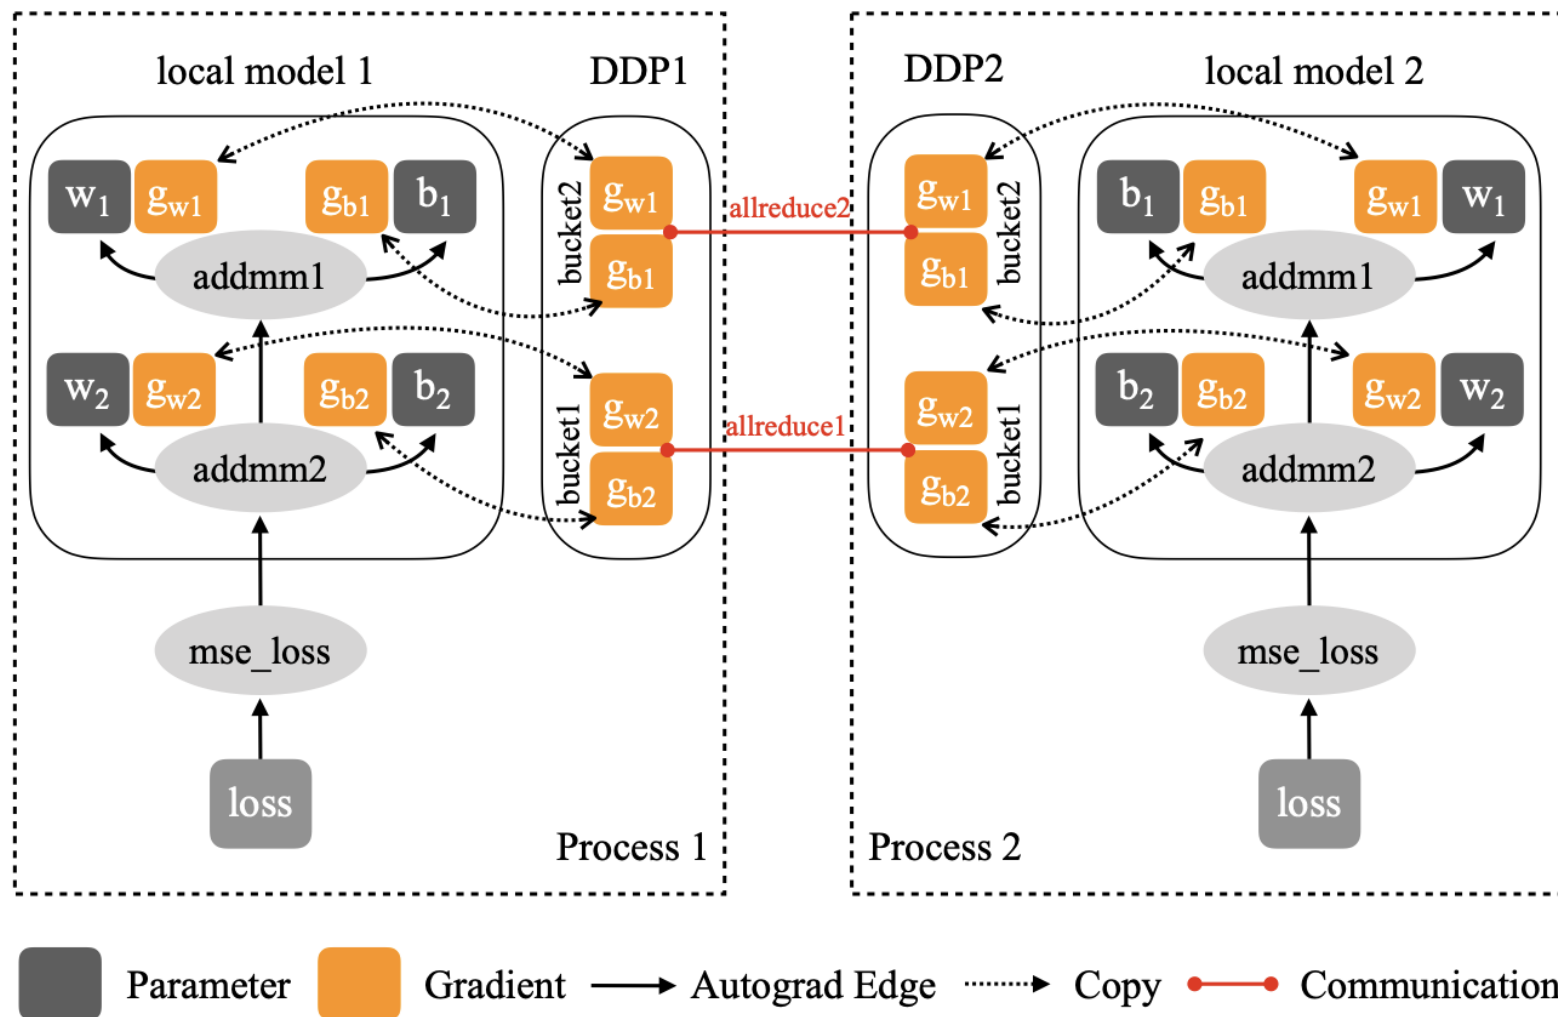 local model 1
DDP1
w1 gw1 gb1 b1
addmm1
w2 gw2 gb2 b2
addmm2
mse_loss
loss
bucket2
gw1
gb1
bucket1
gw2
gb2
Process 1
allreduce2
allreduce1
DDP2
local model 2
gw1
gb1
bucket2
gw2
gb2
bucket1
b1 gb1 gw1 w1
addmm1
b2 gb2 gw2 w2
addmm2
mse_loss
loss
Process 2
Parameter Gradient Autograd Edge Copy Communication